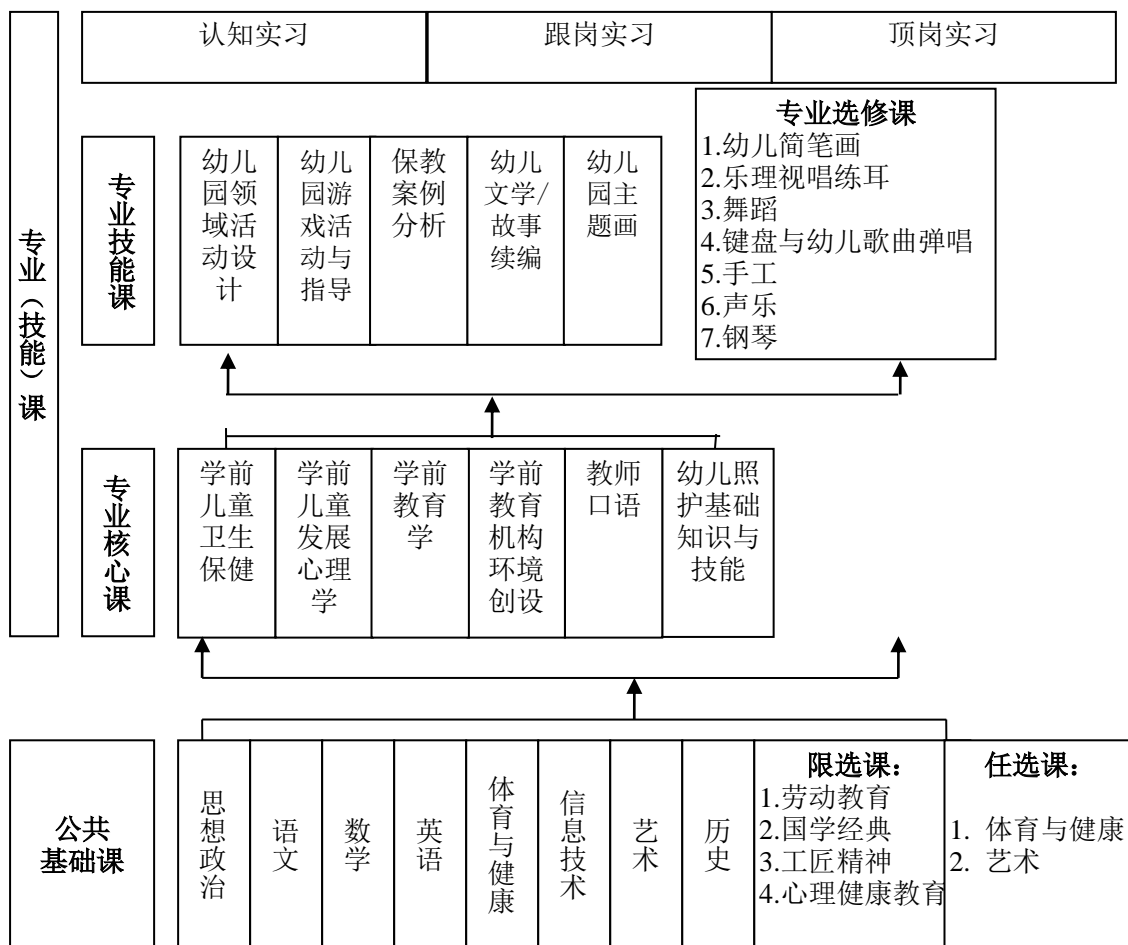 认知实习
跟岗实习
顶岗实习
专业（技能）课
专业技能课
幼儿
园领
域活
动设
计
幼儿
园游
戏活
动与
指导
保教
案例
分析
幼儿
文学/
故事
续编
幼儿
园主
题画
专业选修课
1.幼儿简笔画
2.乐理视唱练耳
3.舞蹈
4.键盘与幼儿歌曲弹唱
5.手工
6.声乐
7.钢琴
专业核心课
学前
儿童
卫生
保健
学前
儿童
发展
心理
学
学前
教育
学
学前
教育
机构
环境
创设
教师
口语
幼儿照
护基础
知识与
技能
公共
基础课
思想政治
语文
数学
英语
体育与健康
信息技术
艺术
历史
限选课：
1.劳动教育
2.国学经典
3.工匠精神
4.心理健康教育
任选课：
1. 体育与健康
2. 艺术